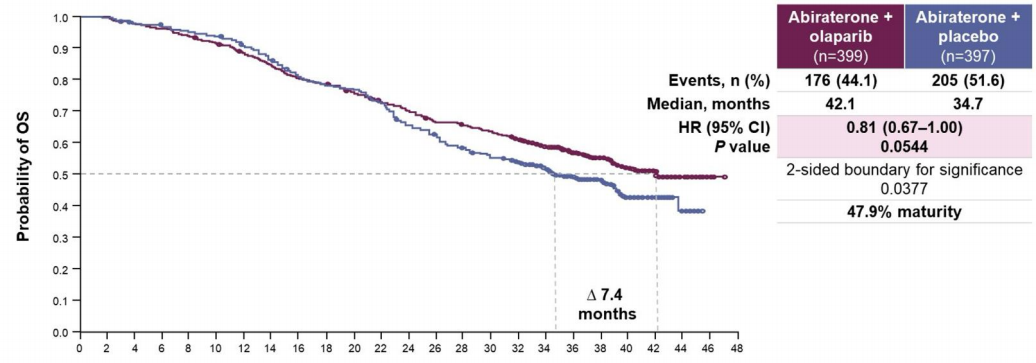 Probability of OS
1.0
0.9
0.8
0.7
0.6
0.5
0.4
0.3
0.2
0.1
0.0
0 2 4 6 8 10 12 14 16 18 20 22 24 26 28 30 32 34 36 38 40 42 44 46 48
Δ 7.4
months
Abiraterone +
olaparib
(n=399)
Abiraterone +
placebo
(n=397)
Events, n (%) 176 (44.1) 205 (51.6)
Median, months 42.1 34.7
HR (95% CI) 0.81 (0.67–1.00)
P value 0.0544
2-sided boundary for significance
0.0377
47.9% maturity